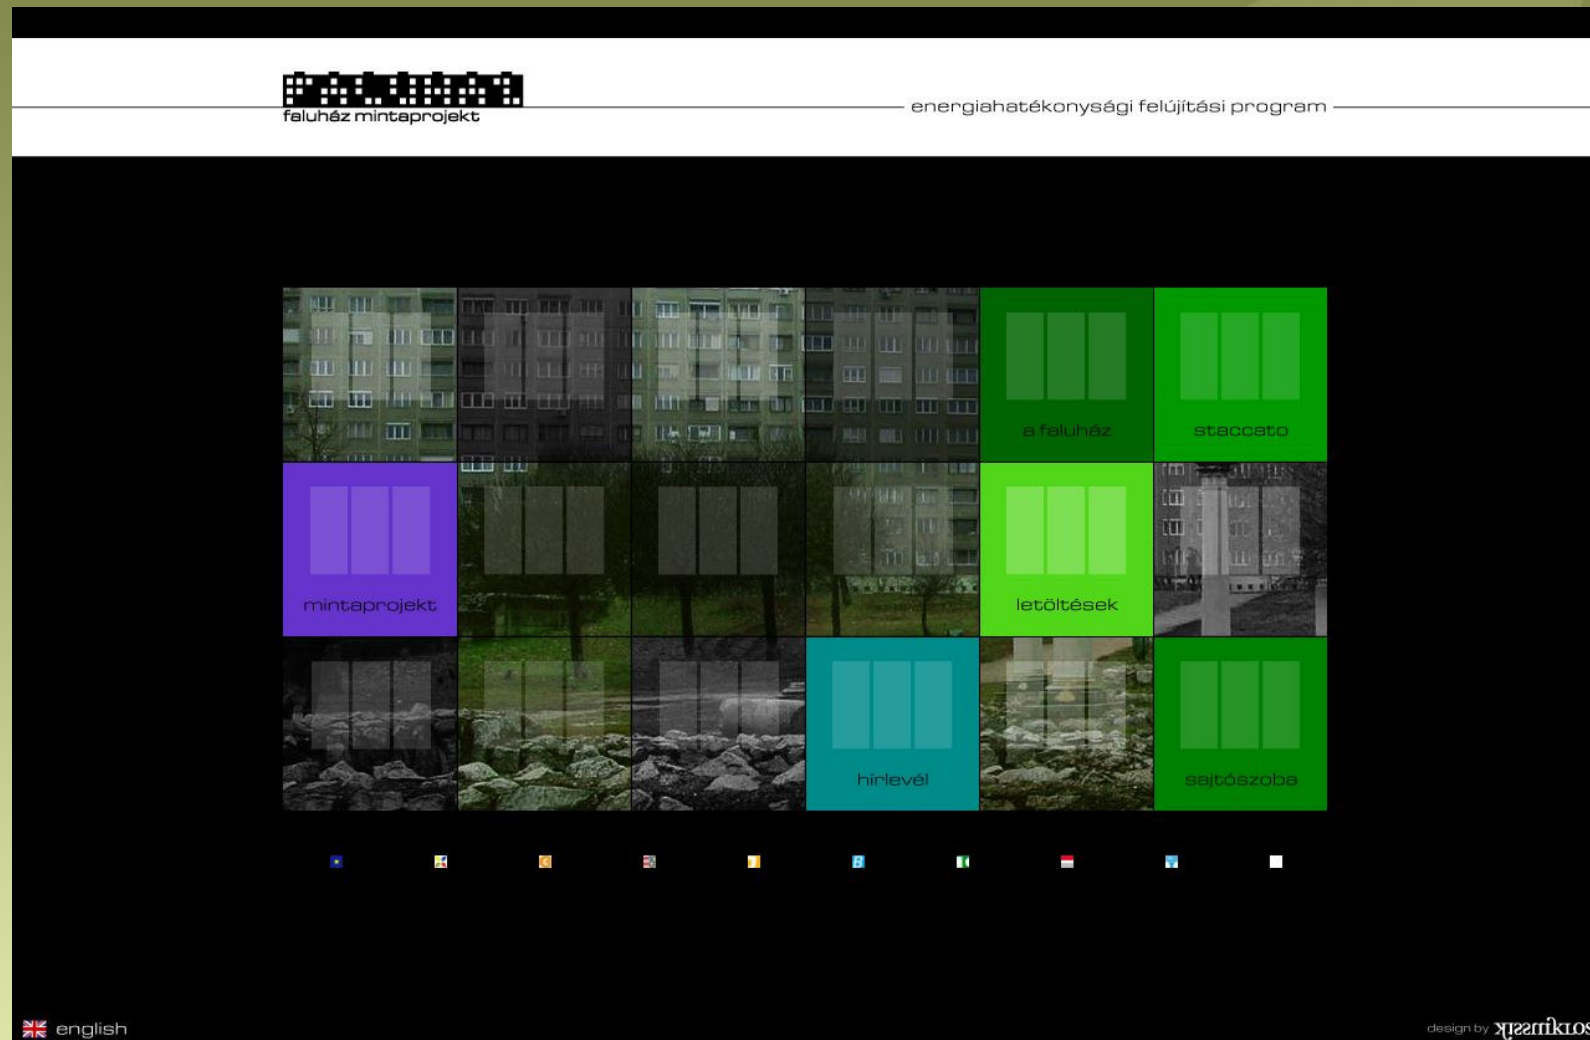 faluház mintaprojekt
energiahatékonysági felújítási program
a faluház
staccato
mintaprojekt
letöltések
hírlevél
sajtószoba
english
design by